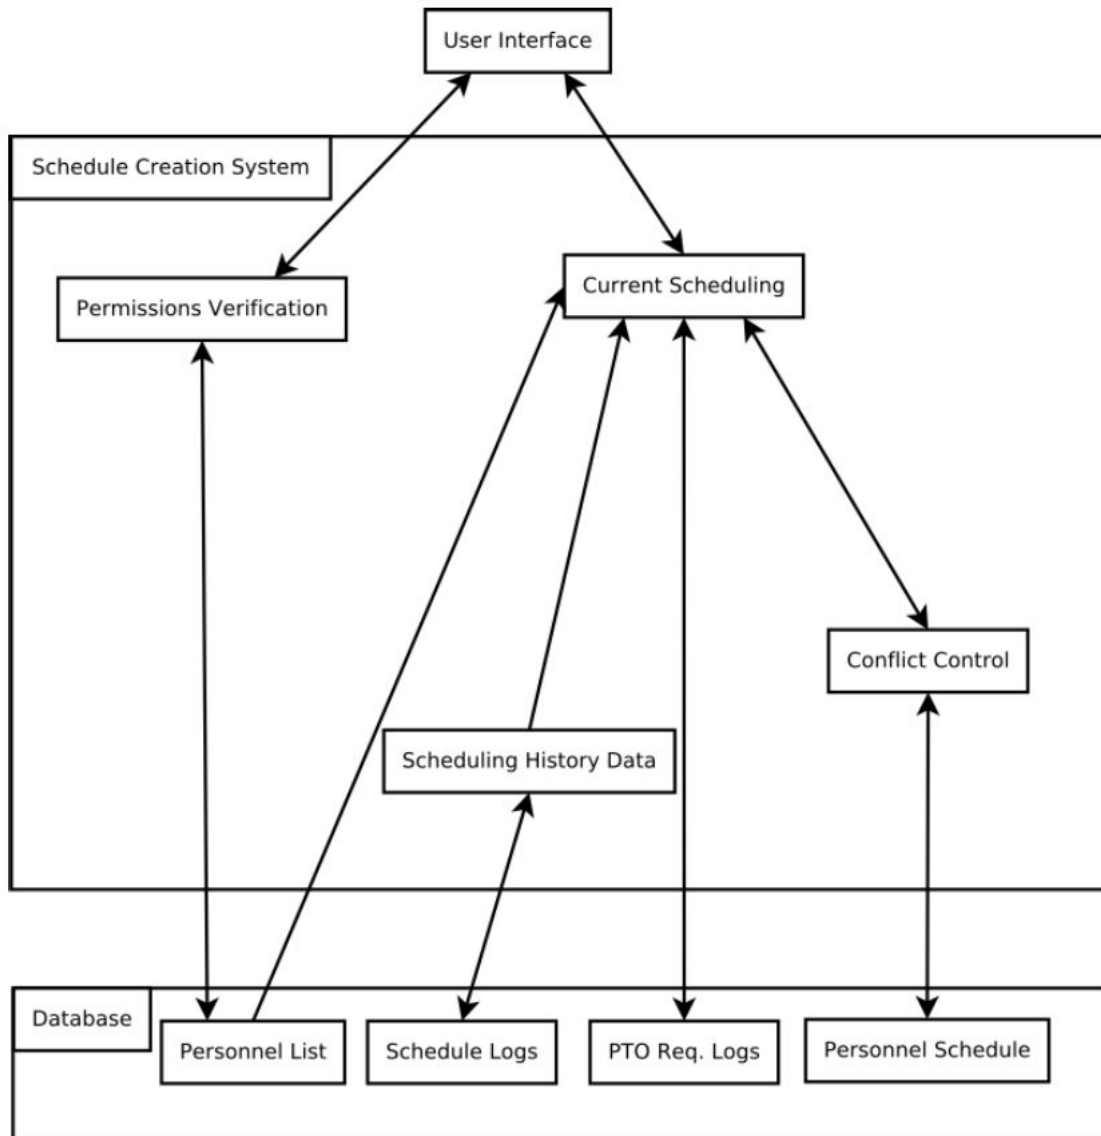 User Interface
Schedule Creation System
Permissions Verification
Current Scheduling
Conflict Control
Scheduling History Data
Database
Personnel List
Schedule Logs
PTO Req. Logs
Personnel Schedule